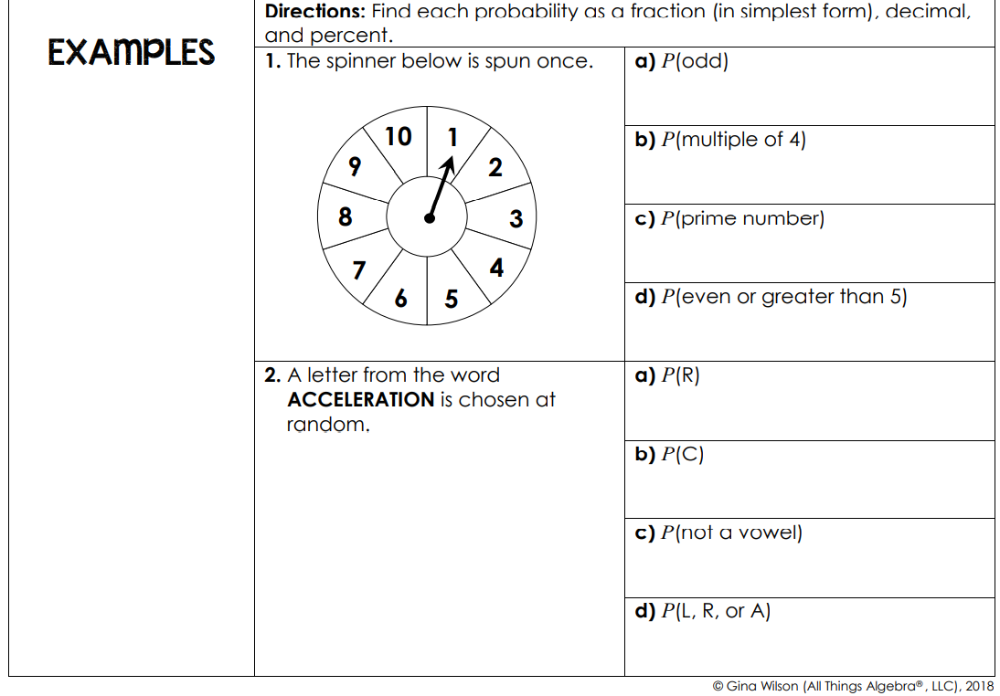 Directions: Find each probability as a fraction (in simplest form), decimal,
and percent.
EXAMPLES
1. The spinner below is spun once.
10
1
9
2
8
3
7
4
6
5
a) P(odd)
b) P(multiple of 4)
c) P(prime number)
d) P(even or greater than 5)
2. A letter from the word
ACCELERATION is chosen at
random.
a) P(R)
b) P(C)
c) P(not a vowel)
d) P(L, R, or A)
© Gina Wilson (All Things Algebra®, LLC), 2018